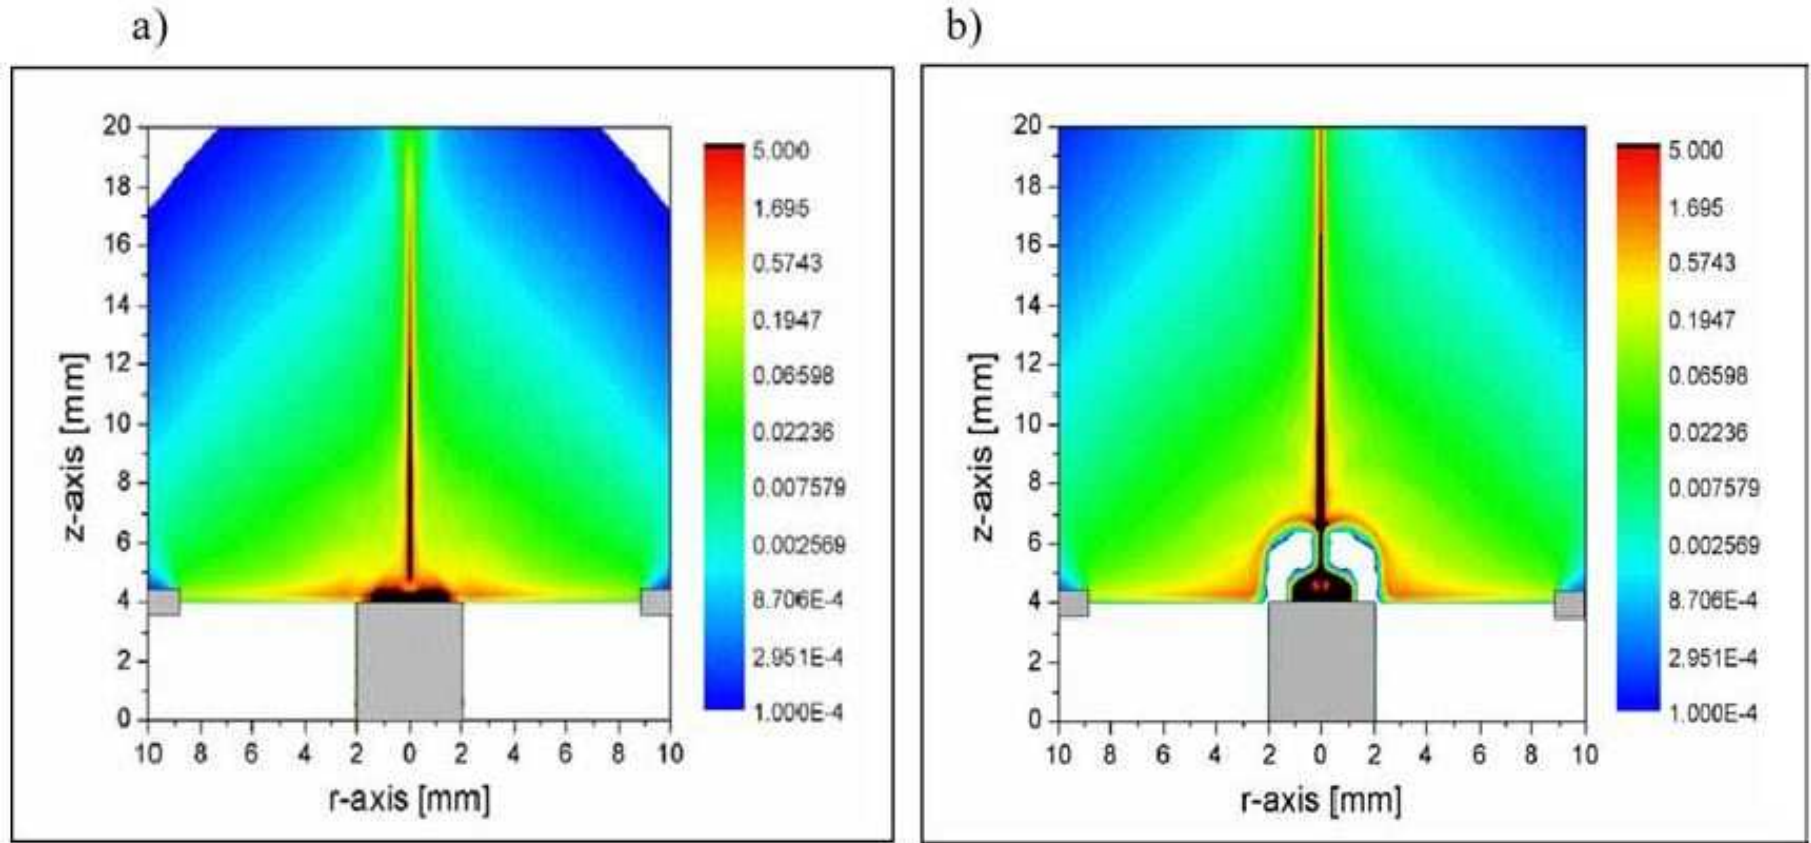 a)
20
18
16
14
12
10
8
6
4
2
0
z-axis [mm]
10 8 6 4 2 0 2 4 6 8 10
r-axis [mm]
5.000
1.695
0.5743
0.1947
0.06598
0.02236
0.007579
0.002569
8.706E-4
2.951E-4
1.000E-4
b)
20
18
16
14
12
10
8
6
4
2
0
z-axis [mm]
10 8 6 4 2 0 2 4 6 8 10
r-axis [mm]
5.000
1.695
0.5743
0.1947
0.06598
0.02236
0.007579
0.002569
8.706E-4
2.951E-4
1.000E-4